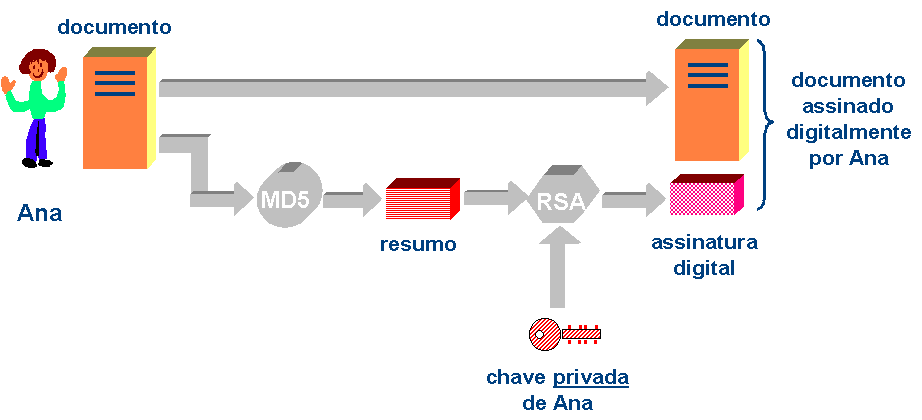 documento
documento
documento
assinado
digitalmente
por Ana
Ana
MD5
RSA
resumo
assinatura
digital
chave privada
de Ana